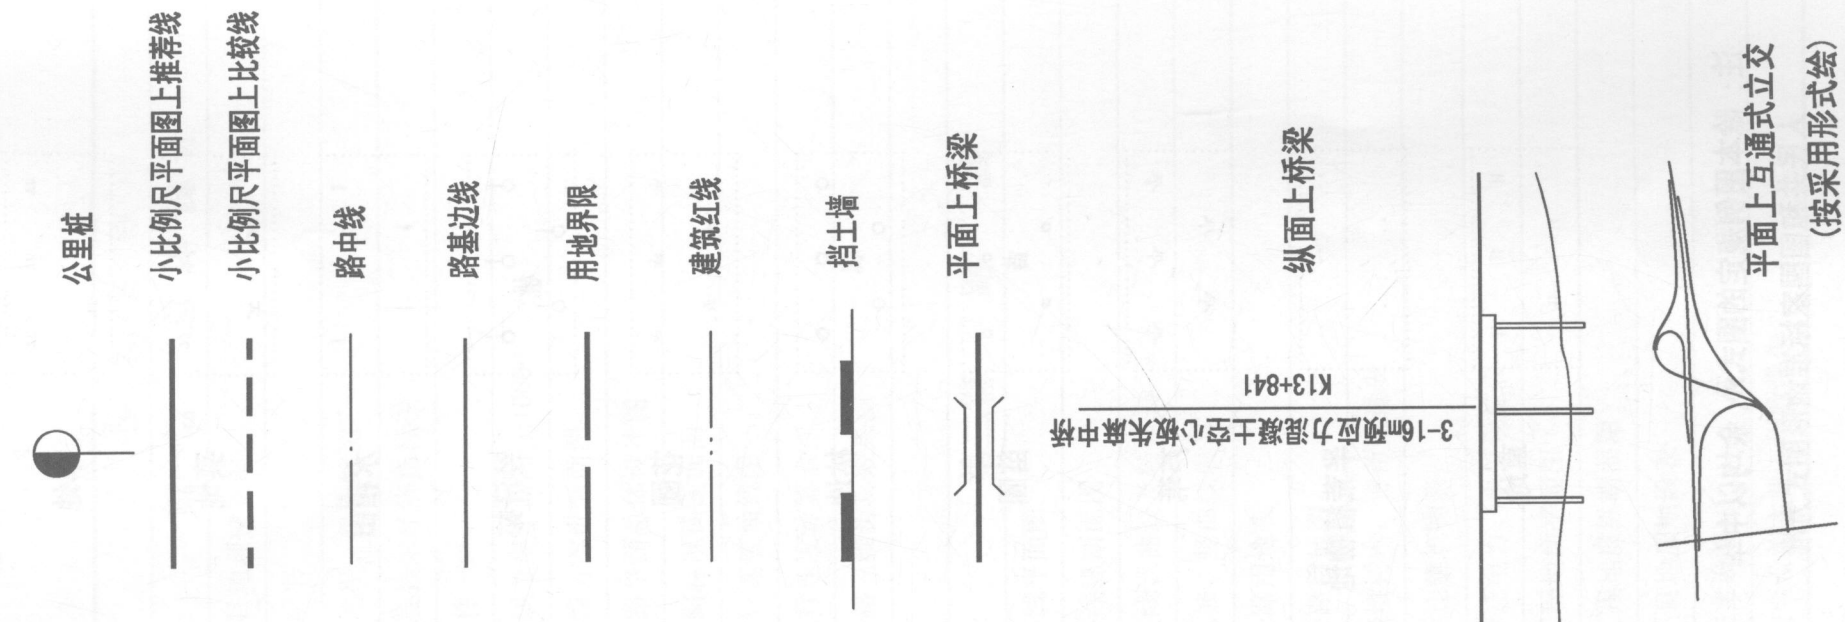 公里桩
小比例尺平面图上推荐线
小比例尺平面图上比较线
路中线
路基边线
用地界限
建筑红线
挡土墙
平面上桥梁
纵面上桥梁
K13+841
3-16m预应力混凝土空心板朱舞中桥
平面上互通式立交
(按采用形式绘)